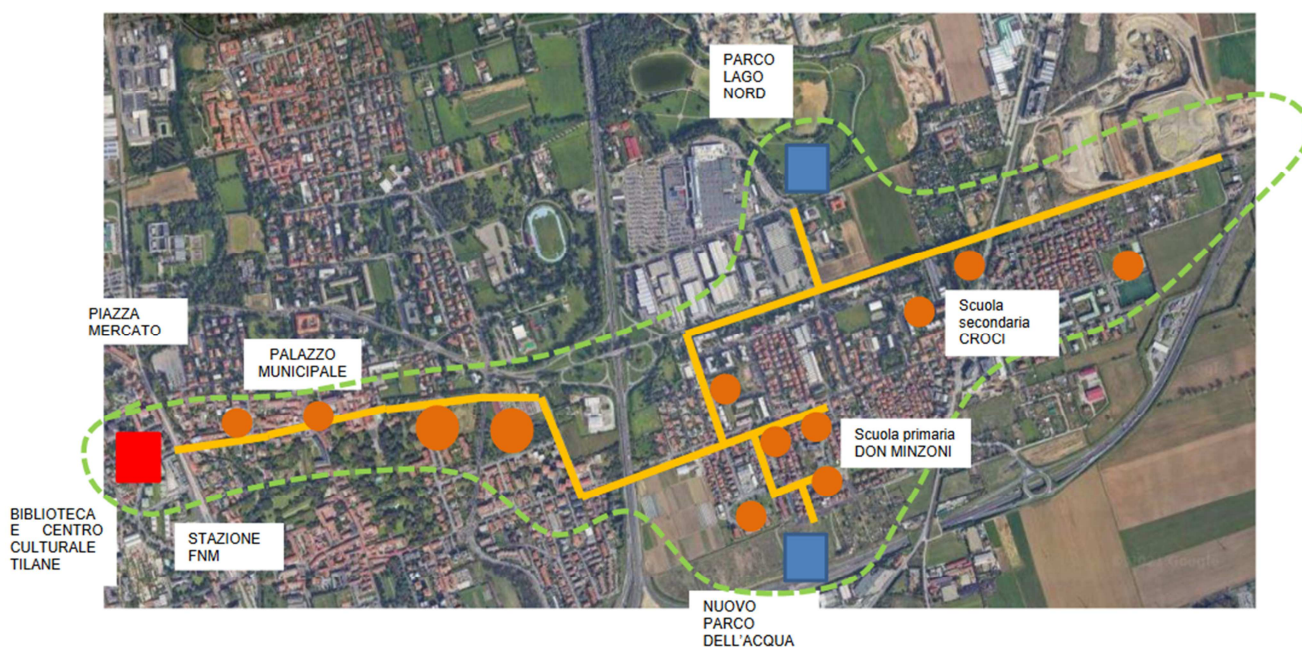 PARCO
LAGO
NORD
PIAZZA
MERCATO
PALAZZO
MUNICIPALE
Scuola
secondaria
CROCI
Scuola primaria
DON MINZONI
BIBLIOTECA
E CENTRO
CULTURALE
TILANE
STAZIONE
FNM
NUOVO
PARCO
DELL'ACQUA
Google